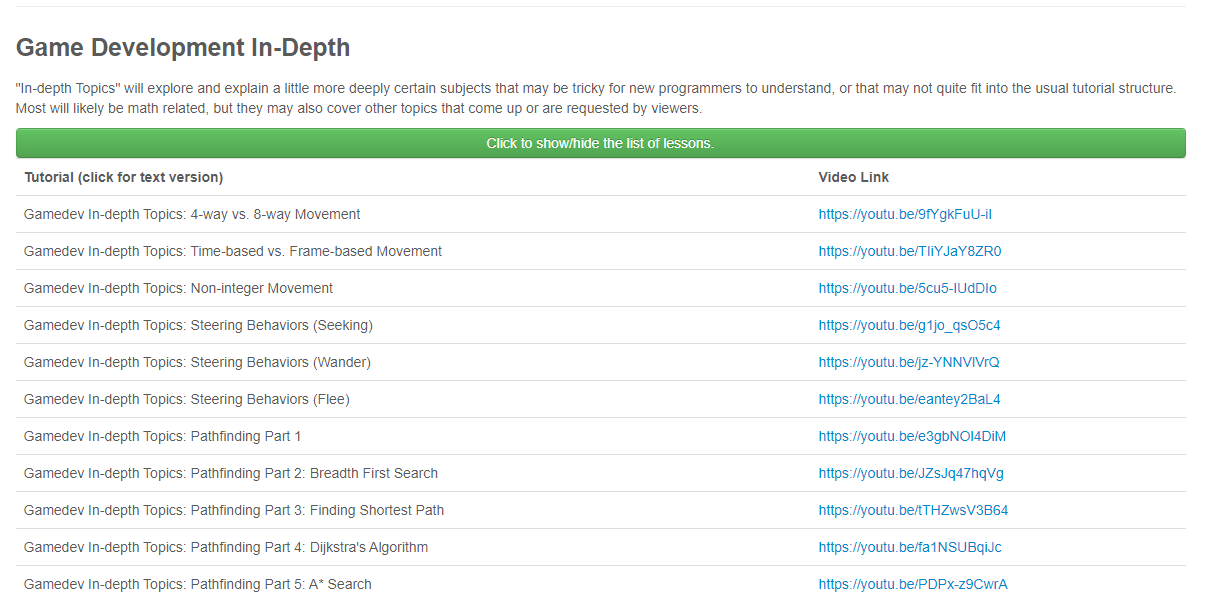 Game Development In-Depth
"In-depth Topics" will explore and explain a little more deeply certain subjects that may be tricky for new programmers to understand, or that may not quite fit into the usual tutorial structure.
Most will likely be math related, but they may also cover other topics that come up or are requested by viewers.
Click to show/hide the list of lessons.
Tutorial (click for text version) Video Link
Gamedev In-depth Topics: 4-way vs. 8-way Movement https://youtu.be/9fYgkFuU-iI
Gamedev In-depth Topics: Time-based vs. Frame-based Movement https://youtu.be/TIiYJaY8ZR0
Gamedev In-depth Topics: Non-integer Movement https://youtu.be/5cu5-IUdDIo
Gamedev In-depth Topics: Steering Behaviors (Seeking) https://youtu.be/g1jo_qsO5c4
Gamedev In-depth Topics: Steering Behaviors (Wander) https://youtu.be/jz-YNNVlVrQ
Gamedev In-depth Topics: Steering Behaviors (Flee) https://youtu.be/eantey2BaL4
Gamedev In-depth Topics: Pathfinding Part 1 https://youtu.be/e3gbNOl4DiM
Gamedev In-depth Topics: Pathfinding Part 2: Breadth First Search https://youtu.be/JZsJq47hqVg
Gamedev In-depth Topics: Pathfinding Part 3: Finding Shortest Path https://youtu.be/tTHZwsV3B64
Gamedev In-depth Topics: Pathfinding Part 4: Dijkstra's Algorithm https://youtu.be/fa1NSUBqiJc
Gamedev In-depth Topics: Pathfinding Part 5: A* Search https://youtu.be/PDPx-z9CwrA